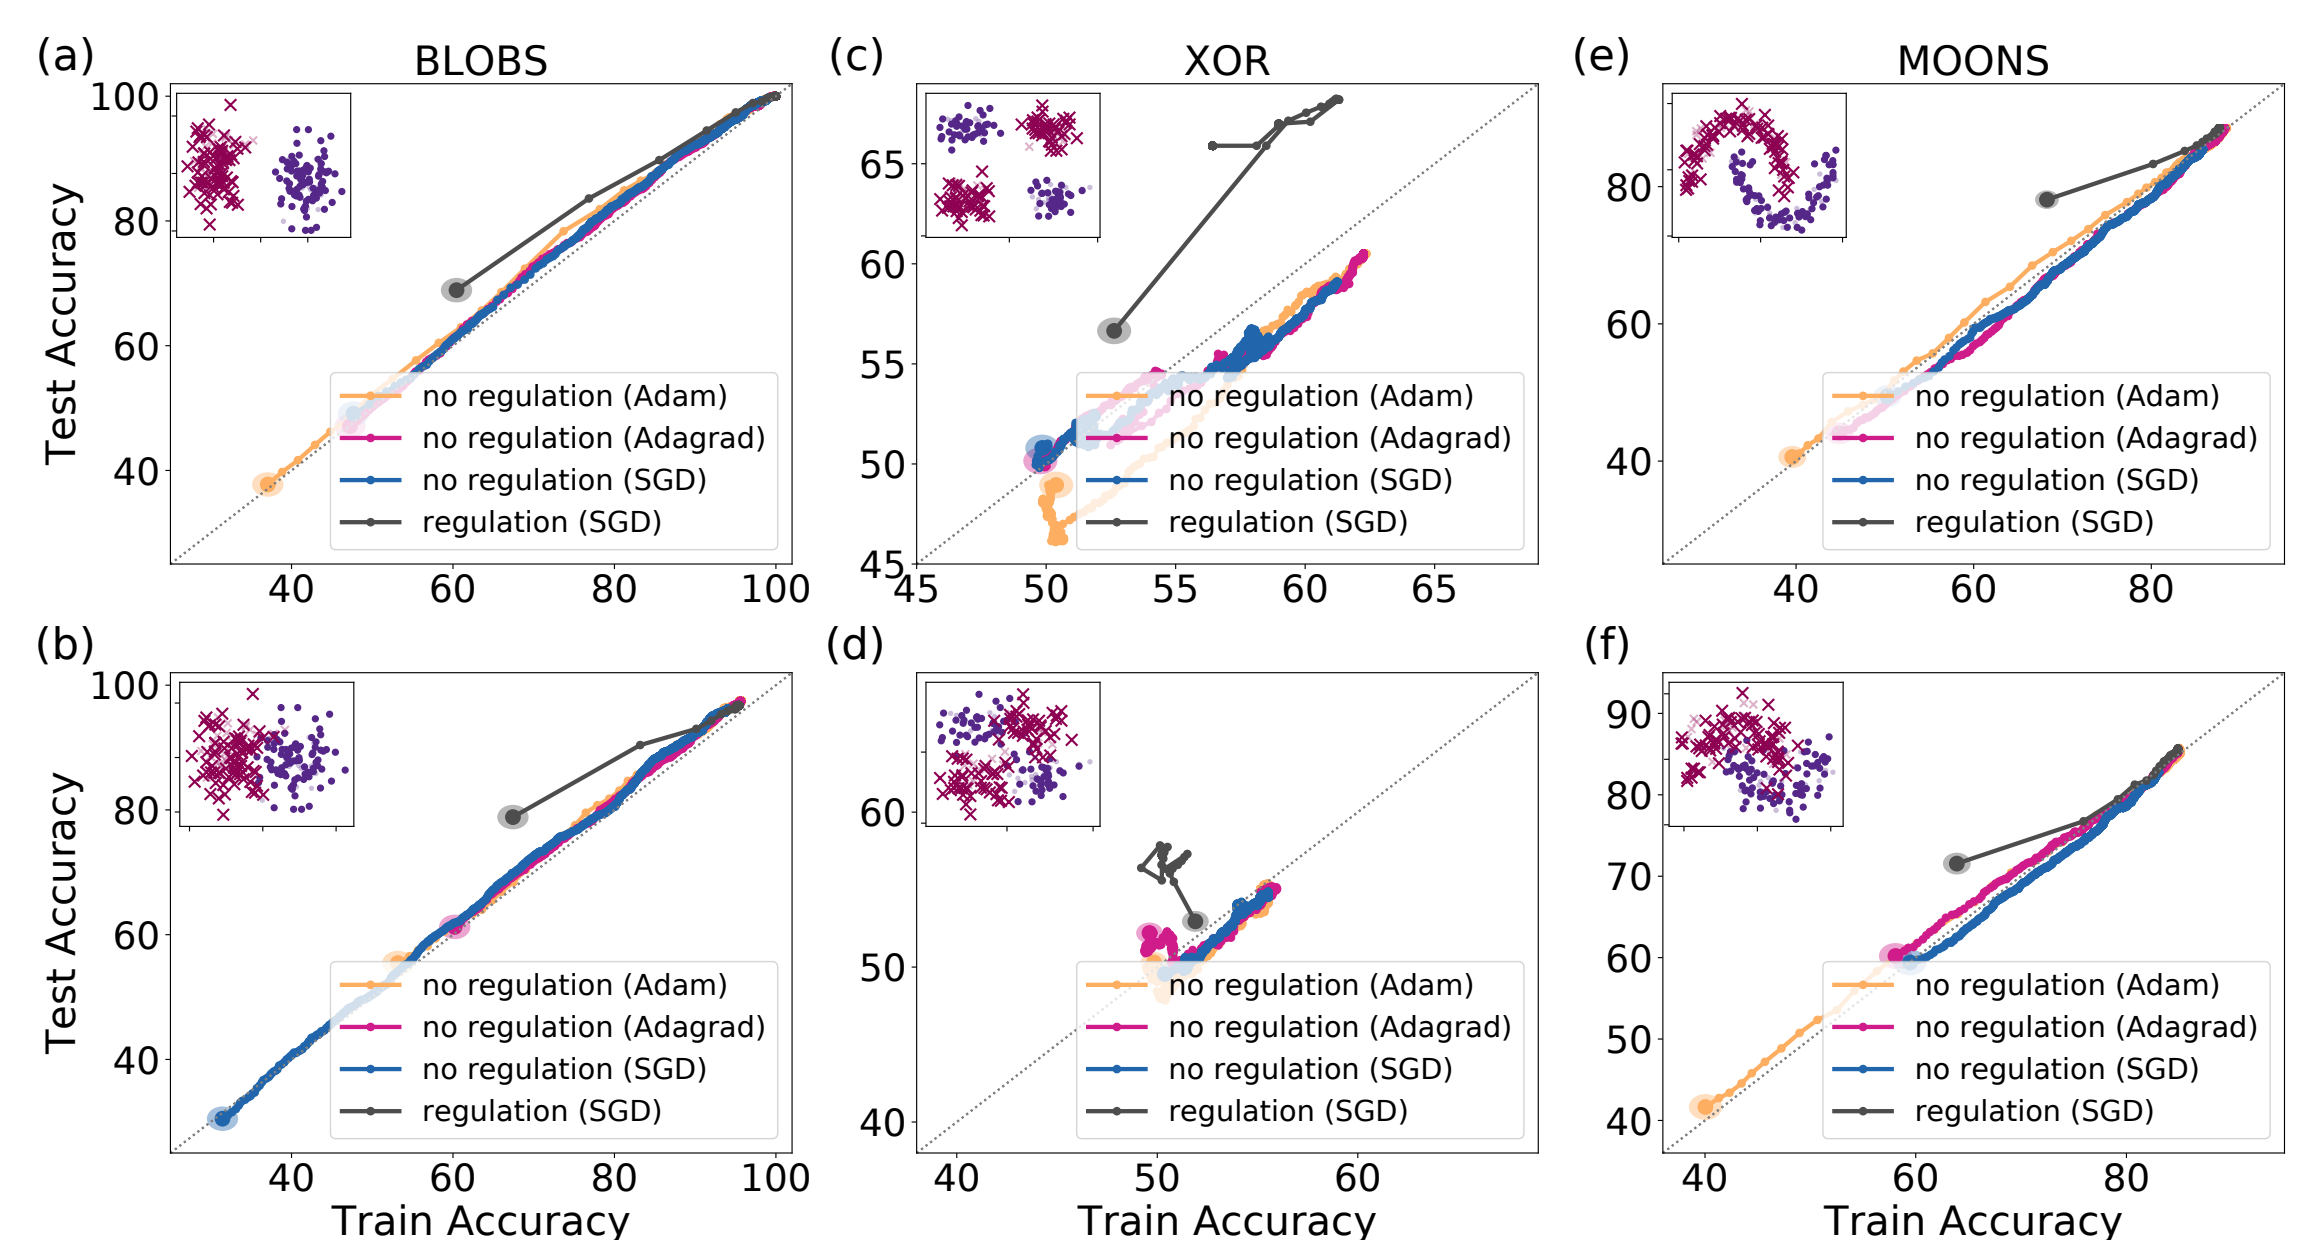 (a)
BLOBS
Test Accuracy
100
80
60
40
no regulation (Adam)
no regulation (Adagrad)
no regulation (SGD)
regulation (SGD)
40 60 80 100
(c)
XOR
65
60
55
50
45
no regulation (Adam)
no regulation (Adagrad)
no regulation (SGD)
regulation (SGD)
45 50 55 60 65
(e)
MOONS
80
60
40
no regulation (Adam)
no regulation (Adagrad)
no regulation (SGD)
regulation (SGD)
40 60 80
(b)
Test Accuracy
100
80
60
40
no regulation (Adam)
no regulation (Adagrad)
no regulation (SGD)
regulation (SGD)
40 60 80 100
Train Accuracy
(d)
60
50
40
no regulation (Adam)
no regulation (Adagrad)
no regulation (SGD)
regulation (SGD)
40 50 60
Train Accuracy
(f)
90
80
70
60
50
40
no regulation (Adam)
no regulation (Adagrad)
no regulation (SGD)
regulation (SGD)
40 60 80
Train Accuracy